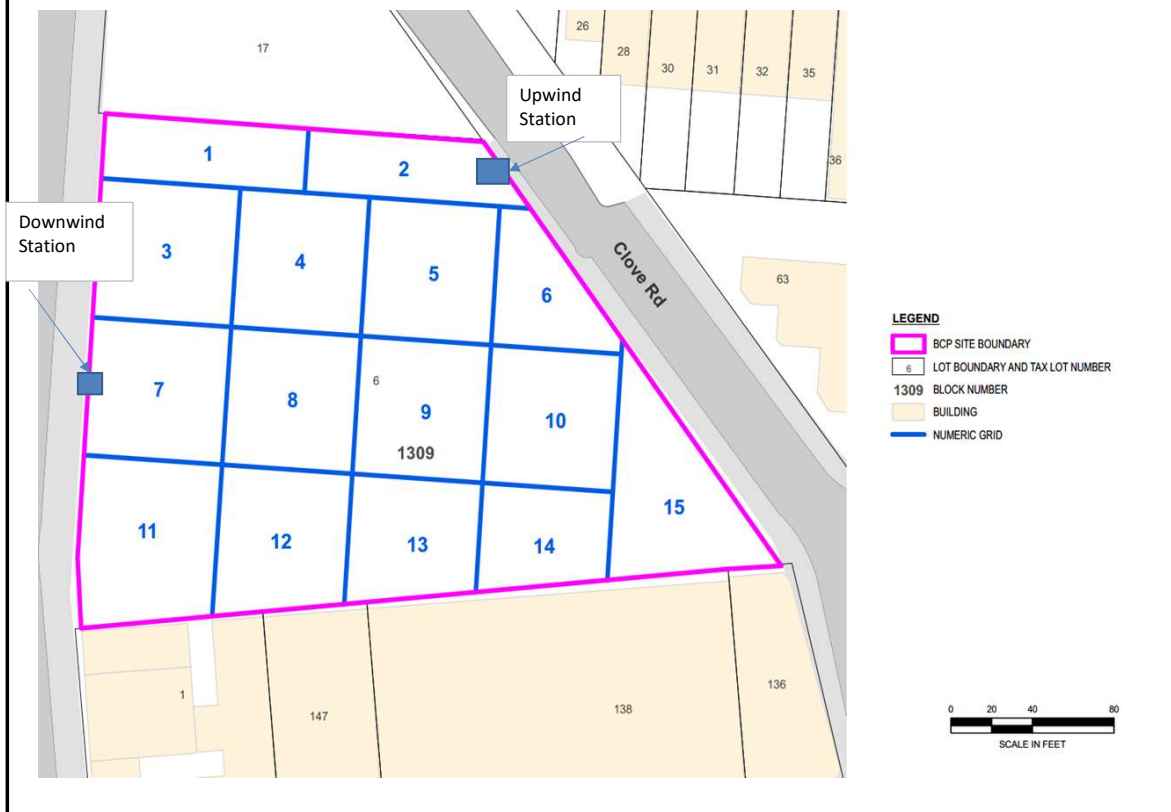 17
26
28
30
31
32
35
36
Upwind
Station
1
2
Downwind
Station
3
4
5
6
Clove Rd
63
7
8
6
9
1309
10
11
12
13
14
15
1
147
138
136
LEGEND
BCP SITE BOUNDARY
6 LOT BOUNDARY AND TAX LOT NUMBER
1309 BLOCK NUMBER
BUILDING
NUMERIC GRID
0 20 40 80
SCALE IN FEET